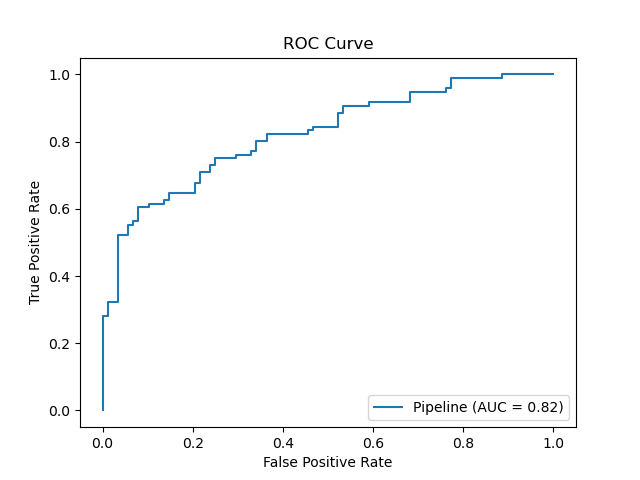 ROC Curve
1.0
0.8
0.6
0.4
0.2
0.0
True Positive Rate
Pipeline (AUC = 0.82)
0.0 0.2 0.4 0.6 0.8 1.0
False Positive Rate